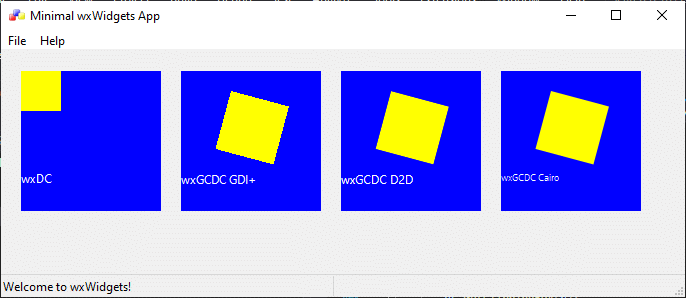 Minimal wxWidgets App
File Help
wxDC
wxGCDC GDI+
wxGCDC D2D
wxGCDC Cairo
Welcome to wxWidgets!